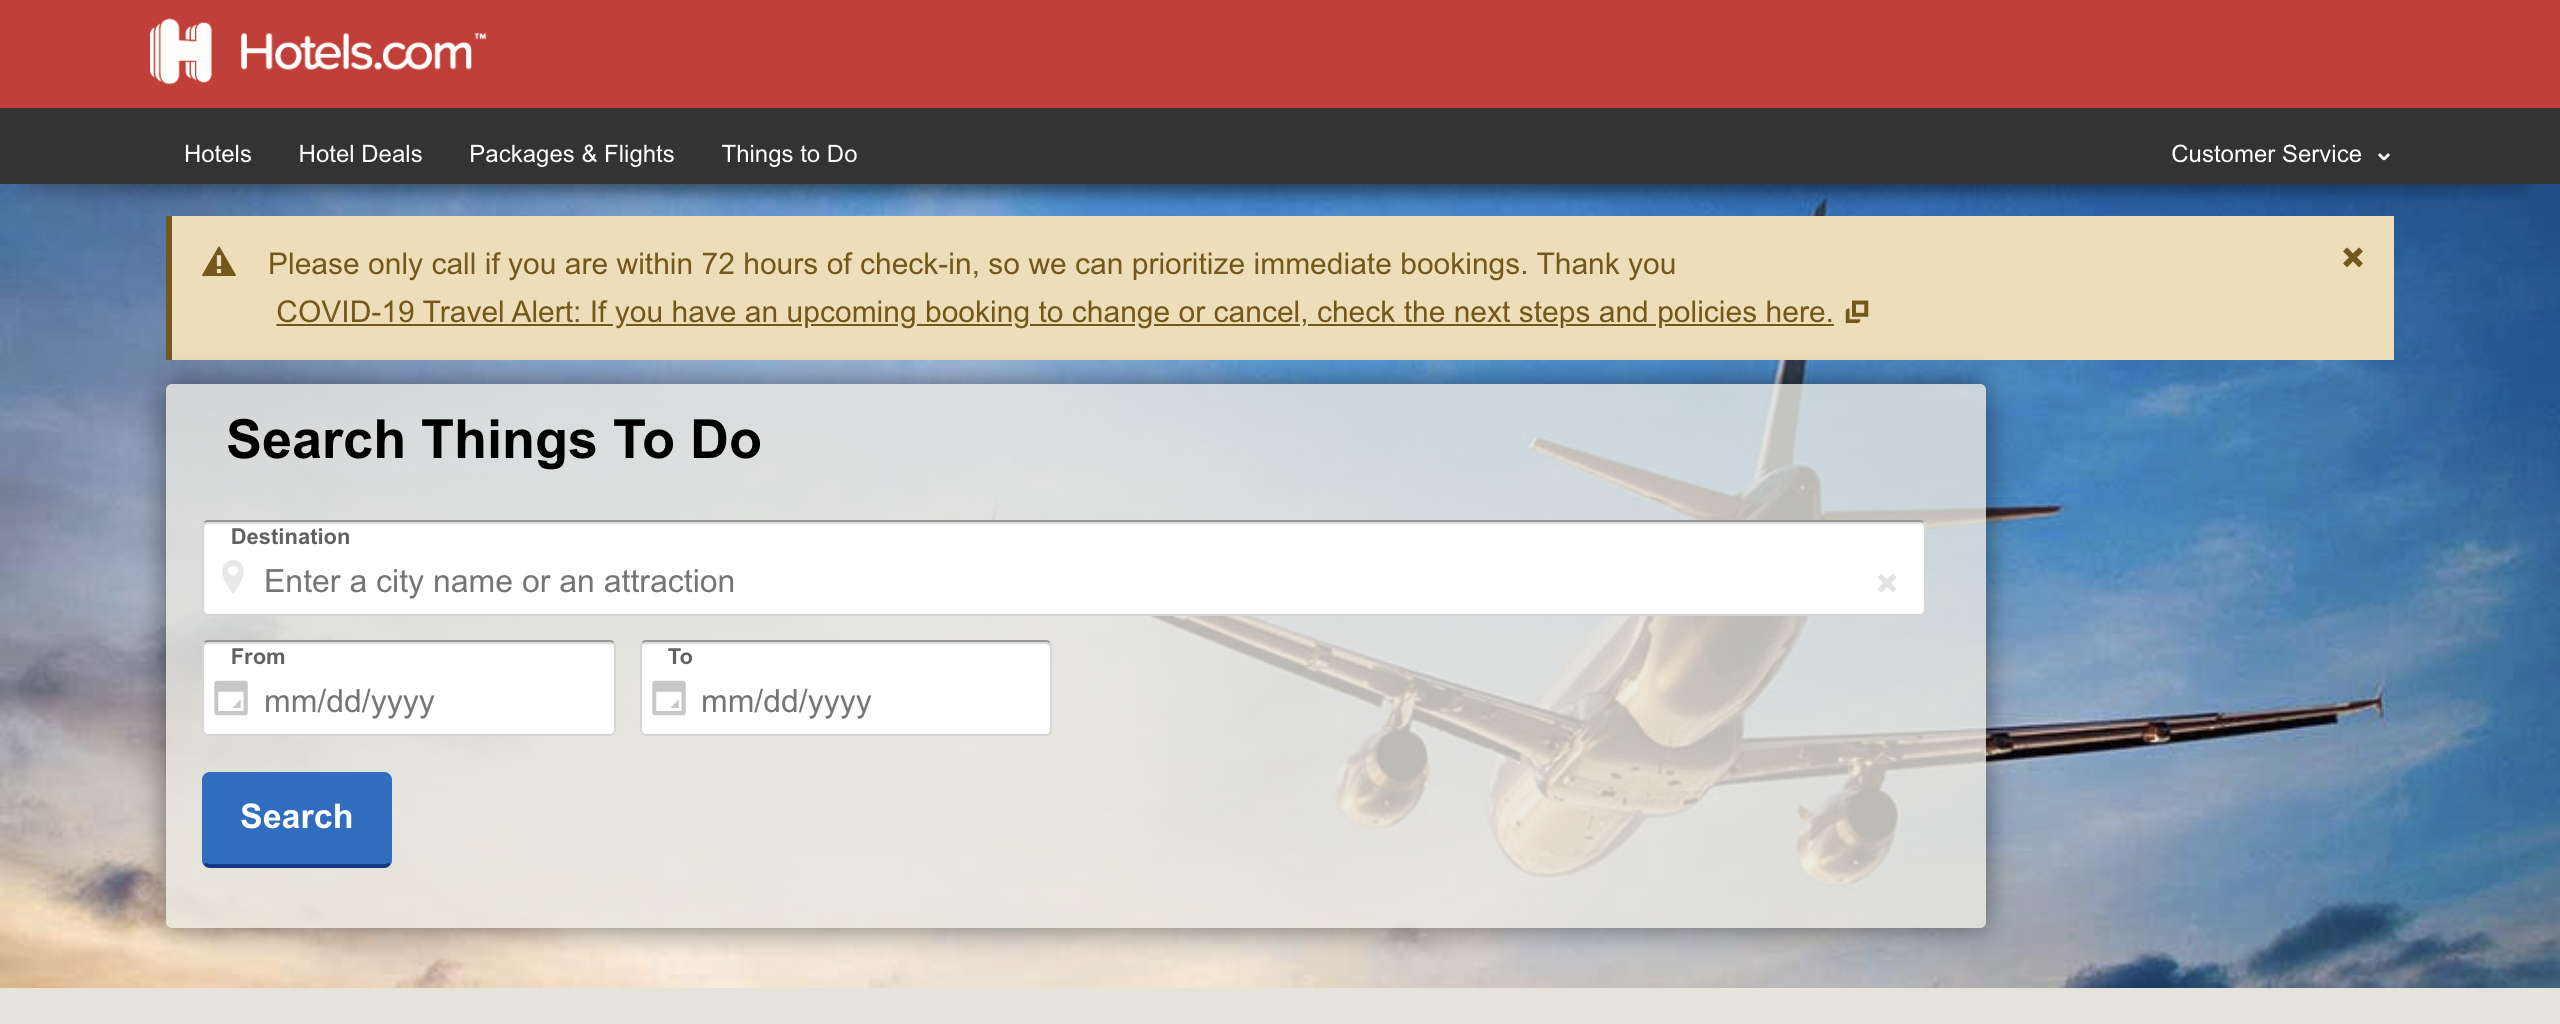 Hotels.com™
Hotels Hotel Deals Packages & Flights Things to Do Customer Service
Please only call if you are within 72 hours of check-in, so we can prioritize immediate bookings. Thank you
COVID-19 Travel Alert: If you have an upcoming booking to change or cancel, check the next steps and policies here.
Search Things To Do
Destination
Enter a city name or an attraction
From To
mm/dd/yyyy mm/dd/yyyy
Search